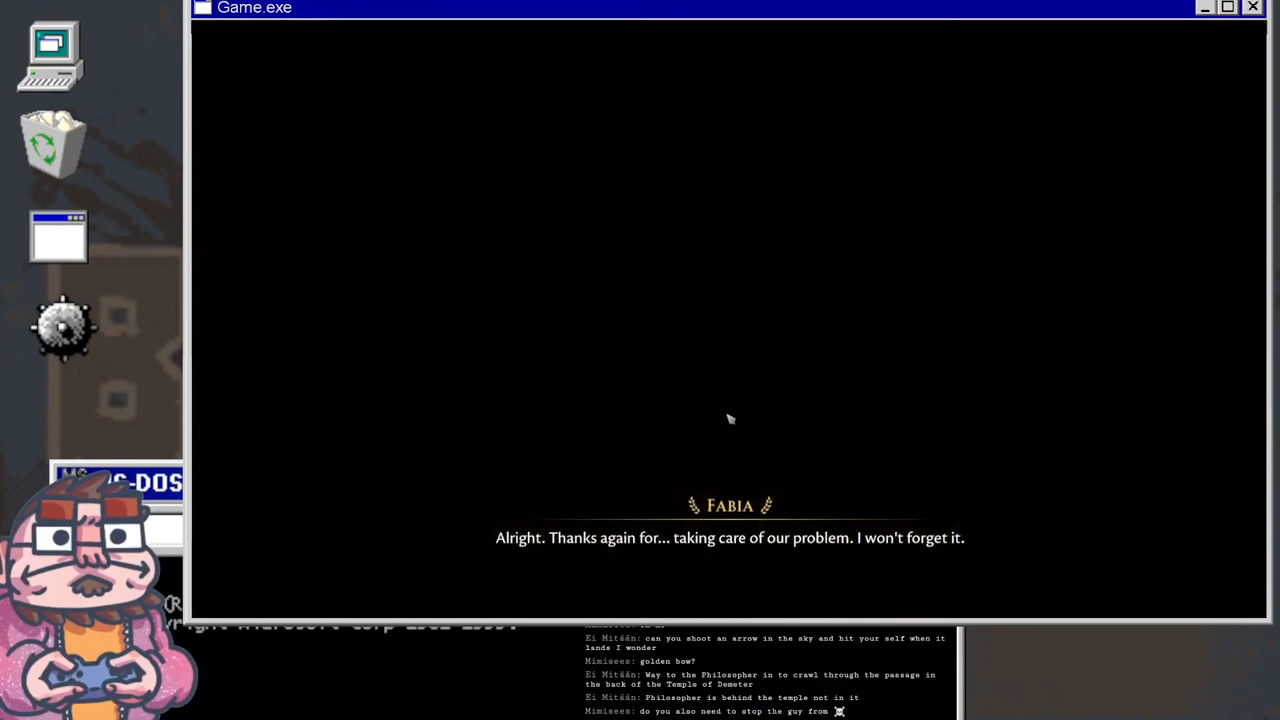 Game.exe
FABIA
Alright. Thanks again for... taking care of our problem. I won't forget it.
MS-DOS
Ei Mitään: can you shoot an arrow in the sky and hit your self when it
lands I wonder
Mimisees: golden bow?
Ei Mitään: Way to the Philosopher in to crawl through the passage in
the back of the Temple of Demeter
Ei Mitään: Philosopher is behind the temple not in it
Mimisees: do you also need to stop the guy from ☠